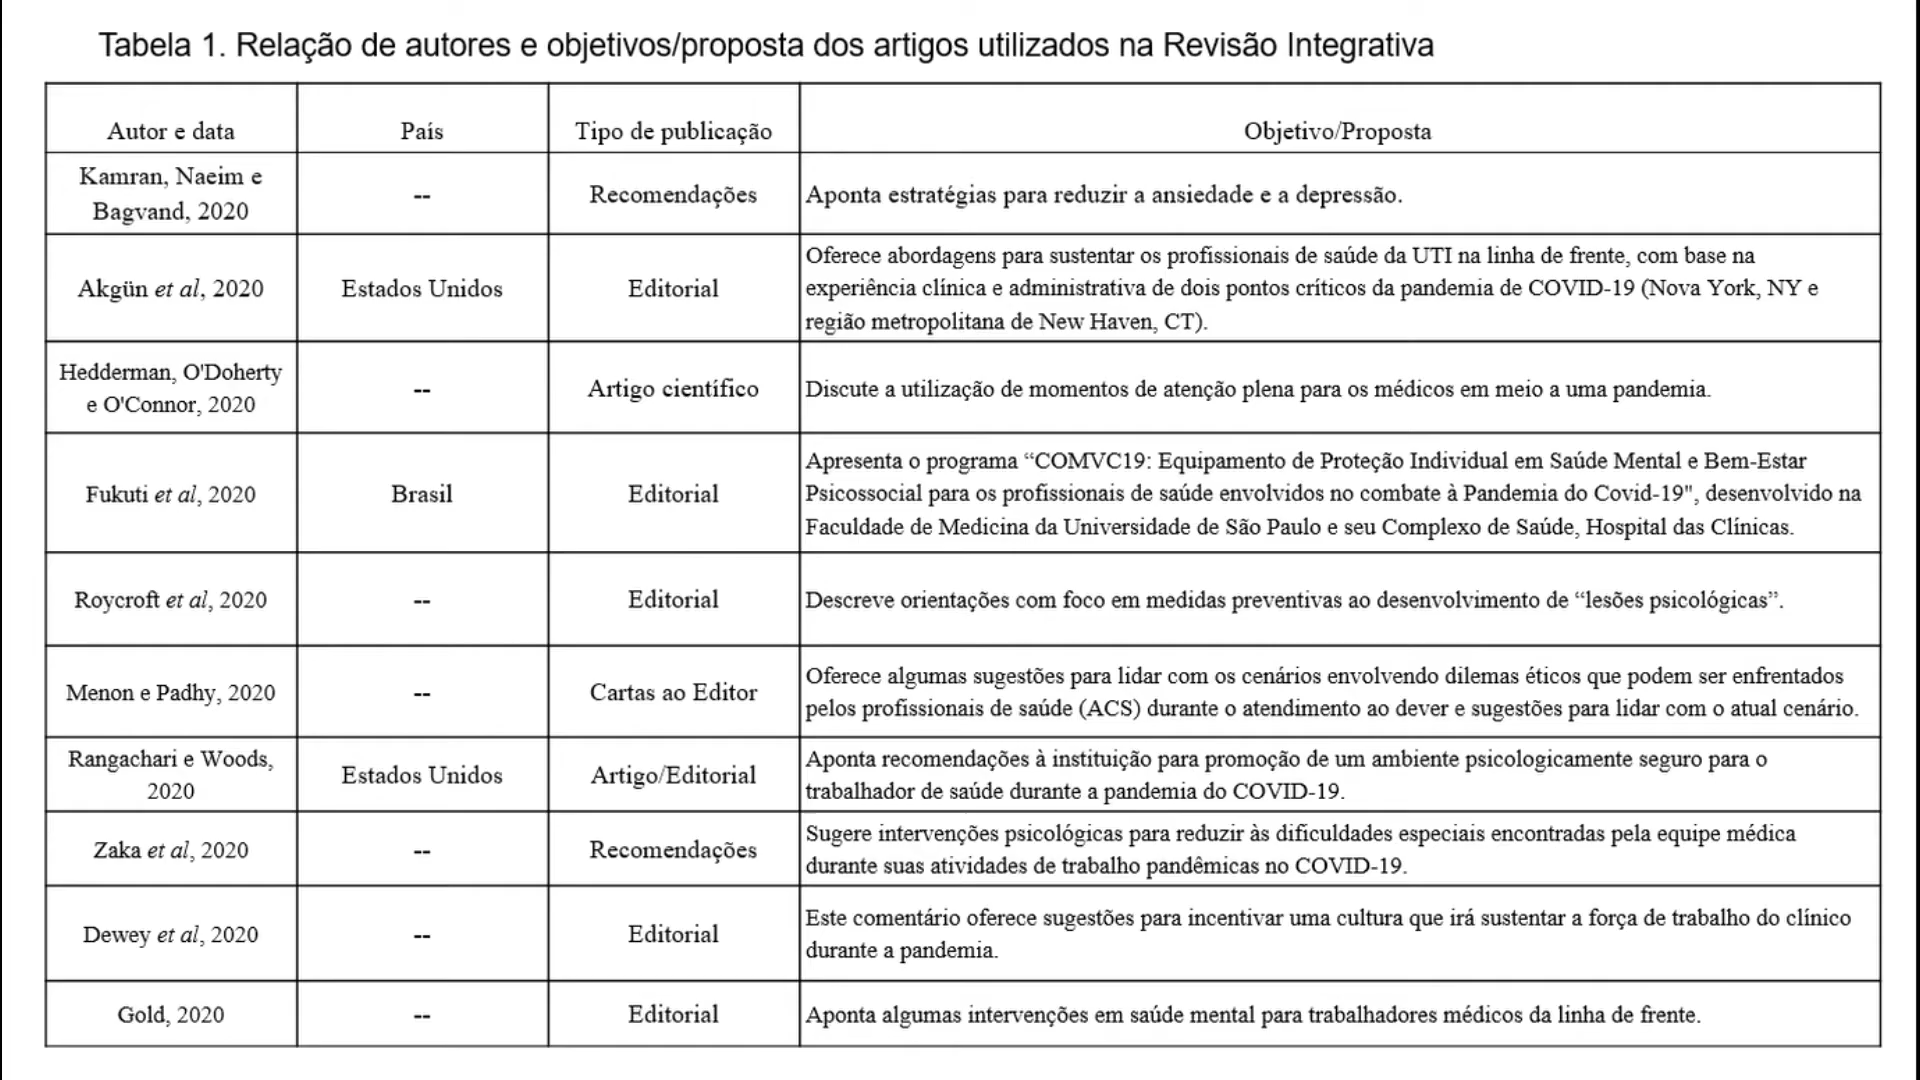 Tabela 1. Relação de autores e objetivos/proposta dos artigos utilizados na Revisão Integrativa
Autor e data
País
Tipo de publicação
Objetivo/Proposta
Kamran, Naeim e
Bagvand, 2020
--
Recomendações
Aponta estratégias para reduzir a ansiedade e a depressão.
Akgün et al, 2020
Estados Unidos
Editorial
Oferece abordagens para sustentar os profissionais de saúde da UTI na linha de frente, com base na
experiência clínica e administrativa de dois pontos críticos da pandemia de COVID-19 (Nova York, NY e
região metropolitana de New Haven, CT).
Hedderman, O'Doherty
e O'Connor, 2020
--
Artigo científico
Discute a utilização de momentos de atenção plena para os médicos em meio a uma pandemia.
Fukuti et al, 2020
Brasil
Editorial
Apresenta o programa “COMVC19: Equipamento de Proteção Individual em Saúde Mental e Bem-Estar
Psicossocial para os profissionais de saúde envolvidos no combate à Pandemia do Covid-19", desenvolvido na
Faculdade de Medicina da Universidade de São Paulo e seu Complexo de Saúde, Hospital das Clínicas.
Roycroft et al, 2020
--
Editorial
Descreve orientações com foco em medidas preventivas ao desenvolvimento de “lesões psicológicas”.
Menon e Padhy, 2020
--
Cartas ao Editor
Oferece algumas sugestões para lidar com os cenários envolvendo dilemas éticos que podem ser enfrentados
pelos profissionais de saúde (ACS) durante o atendimento ao dever e sugestões para lidar com o atual cenário.
Rangachari e Woods,
2020
Estados Unidos
Artigo/Editorial
Aponta recomendações à instituição para promoção de um ambiente psicologicamente seguro para o
trabalhador de saúde durante a pandemia do COVID-19.
Zaka et al, 2020
--
Recomendações
Sugere intervenções psicológicas para reduzir às dificuldades especiais encontradas pela equipe médica
durante suas atividades de trabalho pandêmicas no COVID-19.
Dewey et al, 2020
--
Editorial
Este comentário oferece sugestões para incentivar uma cultura que irá sustentar a força de trabalho do clínico
durante a pandemia.
Gold, 2020
--
Editorial
Aponta algumas intervenções em saúde mental para trabalhadores médicos da linha de frente.